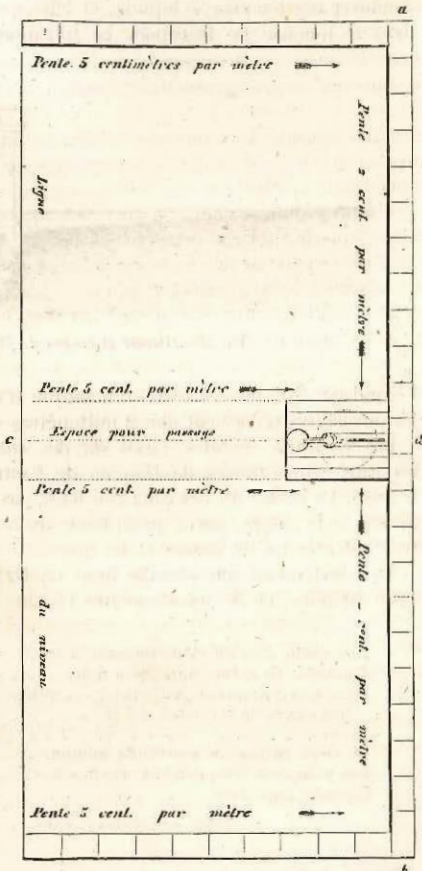 a
Pente. 5 centimètres par mètre
Pente 2 cent. par mètre
Ligne
Pente 5 cent. par mètre
c
Espace pour passage
d
Pente 5 cent. par mètre
Pente - cent. par mètre
du niveau
Pente 5 cent. par mètre
b